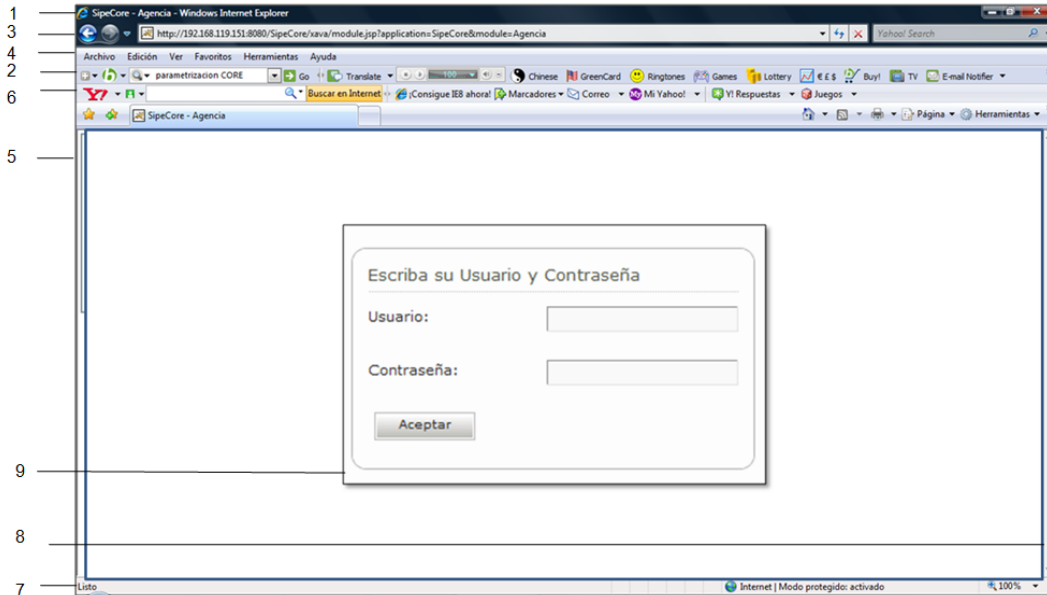 1
SipeCore - Agencia - Windows Internet Explorer
3
http://192.168.119.151:8080/SipeCore/xava/module.jsp?application=SipeCore&module=Agencia
Yahoo! Search
4
Archivo Edición Ver Favoritos Herramientas Ayuda
2
parametrizacion CORE Go Translate 100 Chinese GreenCard Ringtones Games Lottery €£$ Buy! TV E-mail Notifier
6
Y! Buscar en Internet ¡Consigue IE8 ahora! Marcadores Correo Mi Yahoo! Y! Respuestas Juegos
SipeCore - Agencia Página Herramientas
5
Escriba su Usuario y Contraseña
Usuario:
Contraseña:
Aceptar
9
8
7
Listo Internet | Modo protegido: activado 100%